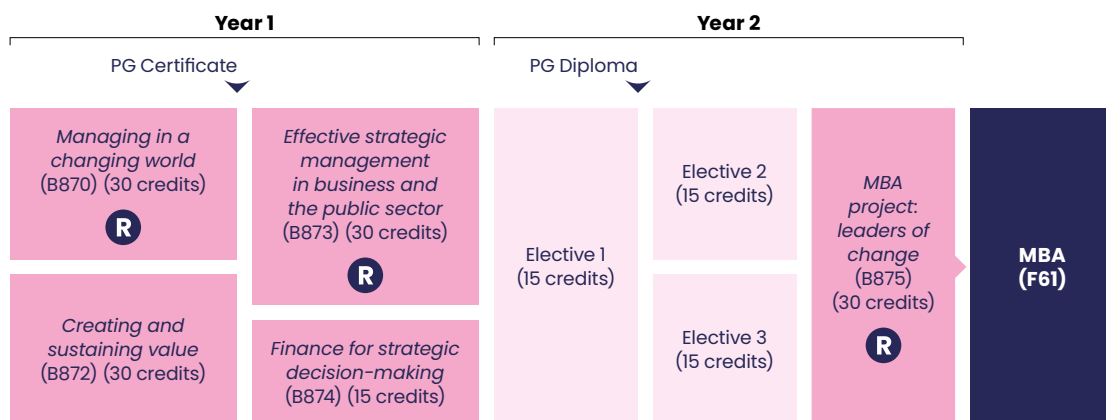 Year 1
Year 2
PG Certificate
PG Diploma
Managing in a
changing world
(B870) (30 credits)
R
Creating and
sustaining value
(B872) (30 credits)
Effective strategic
management
in business and
the public sector
(B873) (30 credits)
R
Finance for strategic
decision-making
(B874) (15 credits)
Elective 1
(15 credits)
Elective 2
(15 credits)
Elective 3
(15 credits)
MBA
project:
leaders of
change
(B875)
(30 credits)
R
MBA
(F61)